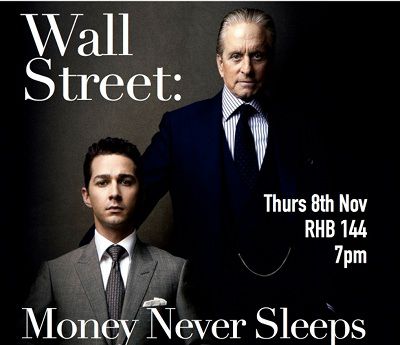 Wall
Street:
Thurs 8th Nov
RHB 144
7pm
Money Never Sleeps